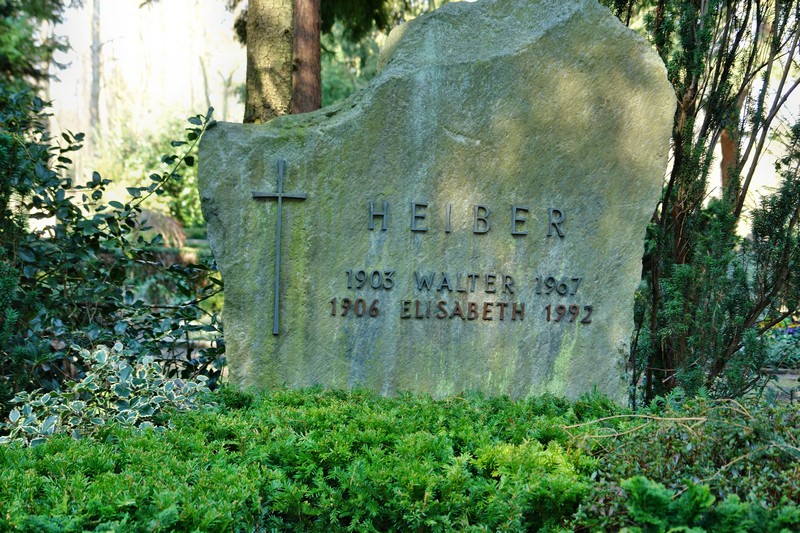 HEIBER
1903 WALTER 1967
1906 ELISABETH 1992